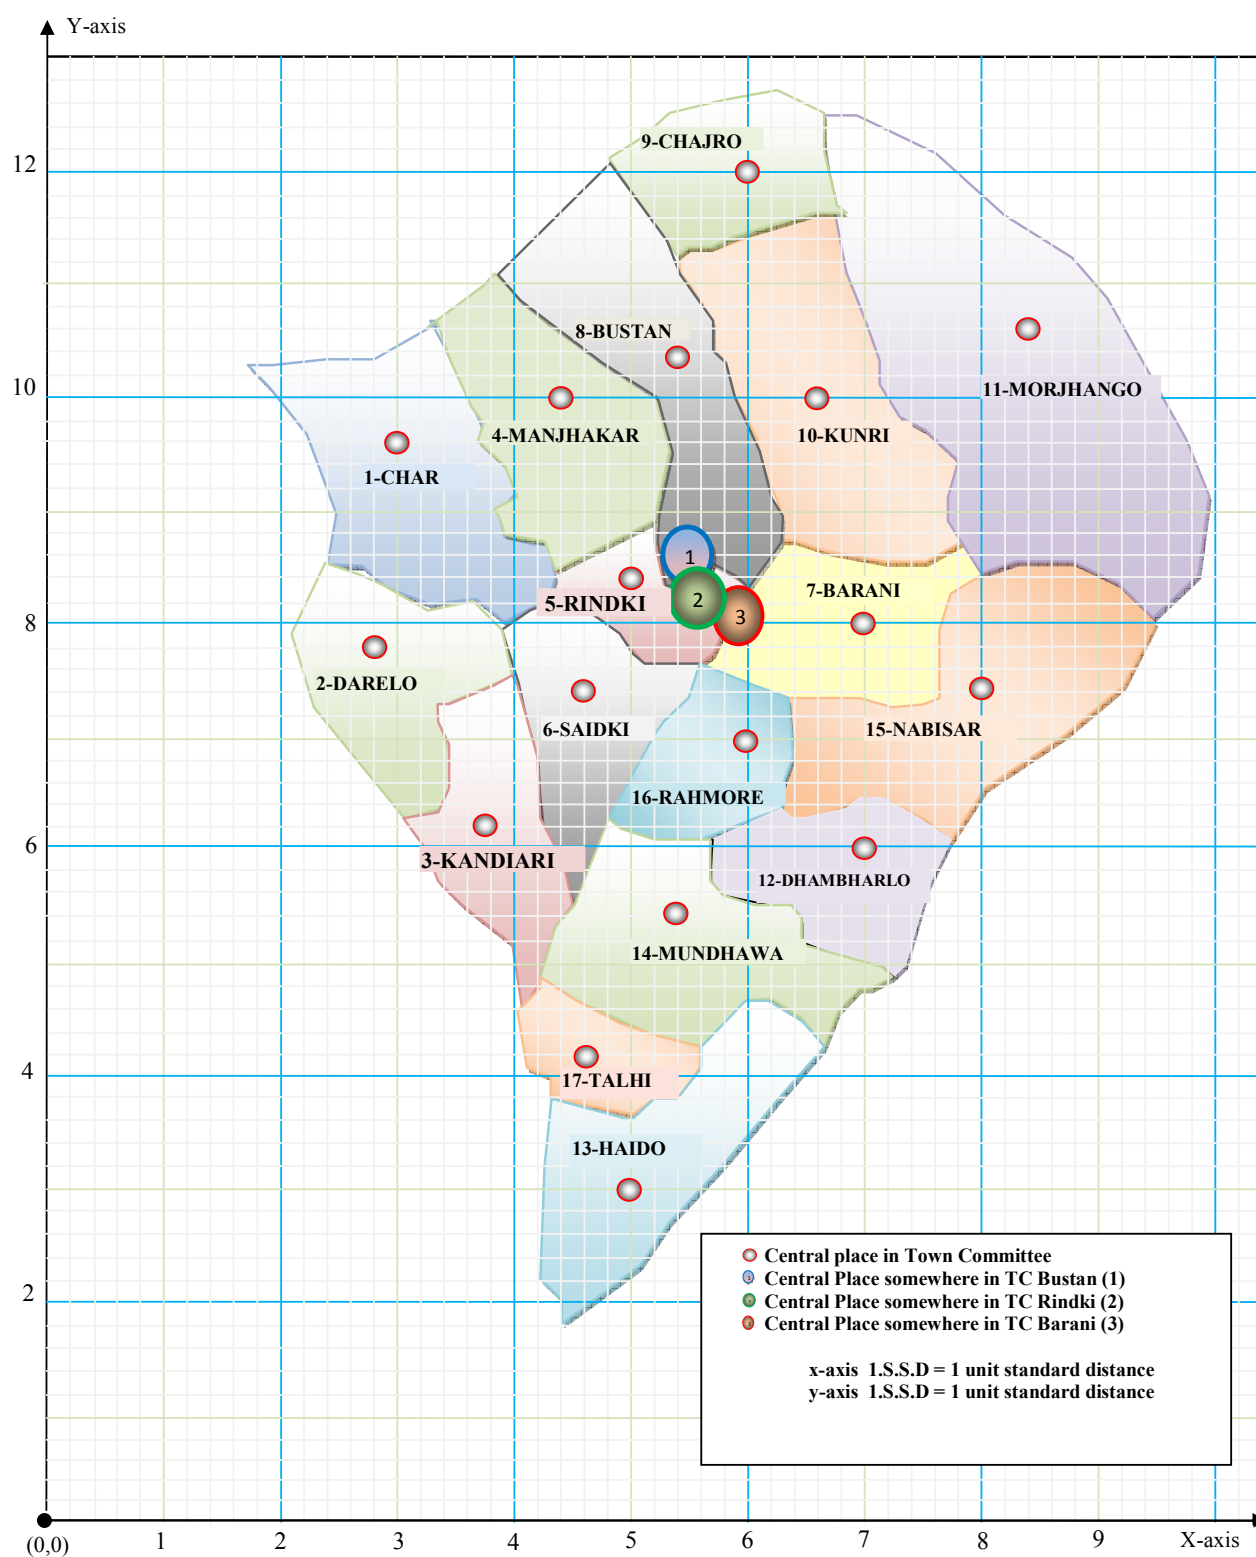 Y-axis
9-CHAJRO
12
8-BUSTAN
11-MORJHANGO
10
4-MANJHAKAR
10-KUNRI
1-CHAR
1
7-BARANI
5-RINDKI
2
3
8
2-DARELO
6-SAIDKI
15-NABISAR
16-RAHMORE
6
3-KANDIARI
12-DHAMBHARLO
14-MUNDHAWA
4
17-TALHI
13-HAIDO
Central place in Town Committee
Central Place somewhere in TC Bustan (1)
2
Central Place somewhere in TC Rindki (2)
Central Place somewhere in TC Barani (3)
x-axis 1.S.S.D = 1 unit standard distance
y-axis 1.S.S.D = 1 unit standard distance
(0,0) 1 2 3 4 5 6 7 8 9 X-axis